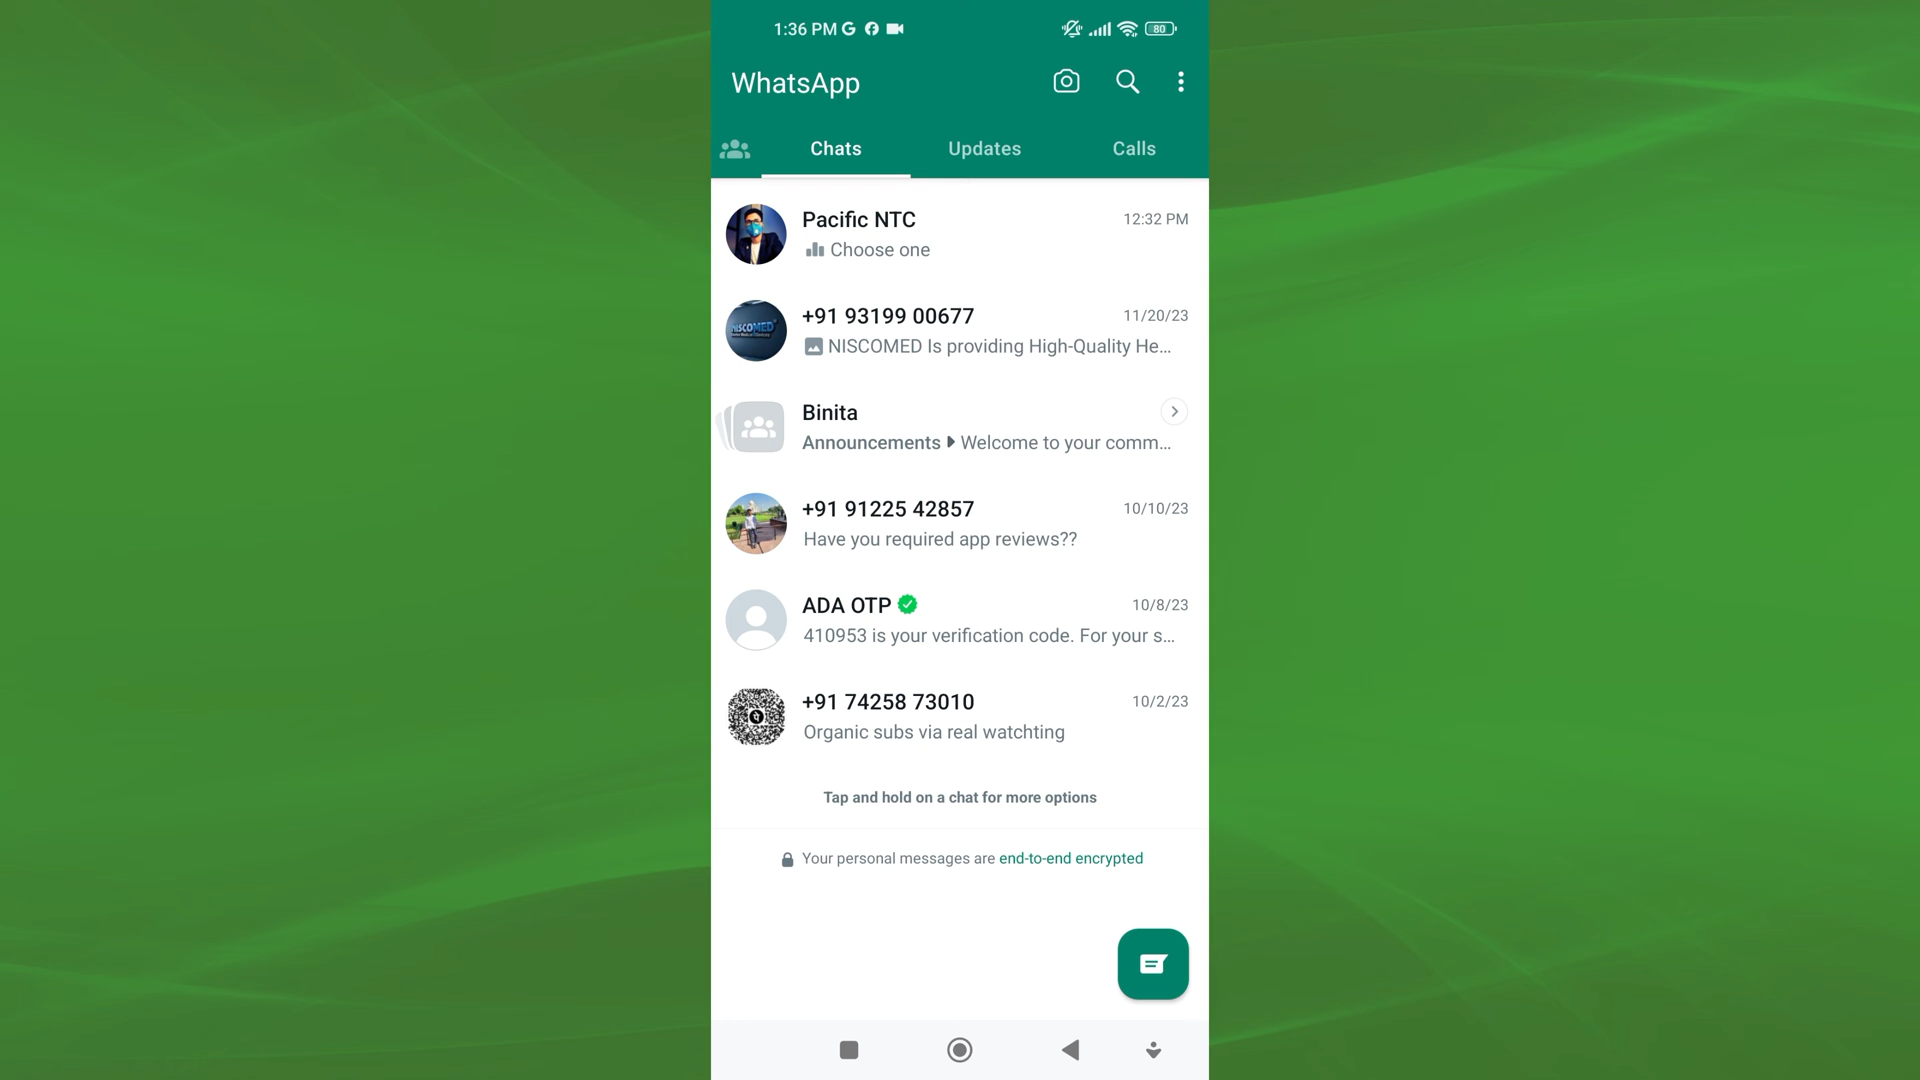 1:36 PM
80
WhatsApp
Chats
Updates
Calls
Pacific NTC
12:32 PM
Choose one
+91 93199 00677
11/20/23
NISCOMED Is providing High-Quality He...
NISCOMED
Binita
Announcements Welcome to your comm...
+91 91225 42857
10/10/23
Have you required app reviews??
ADA OTP
10/8/23
410953 is your verification code. For your s...
+91 74258 73010
10/2/23
Organic subs via real watchting
Tap and hold on a chat for more options
Your personal messages are end-to-end encrypted